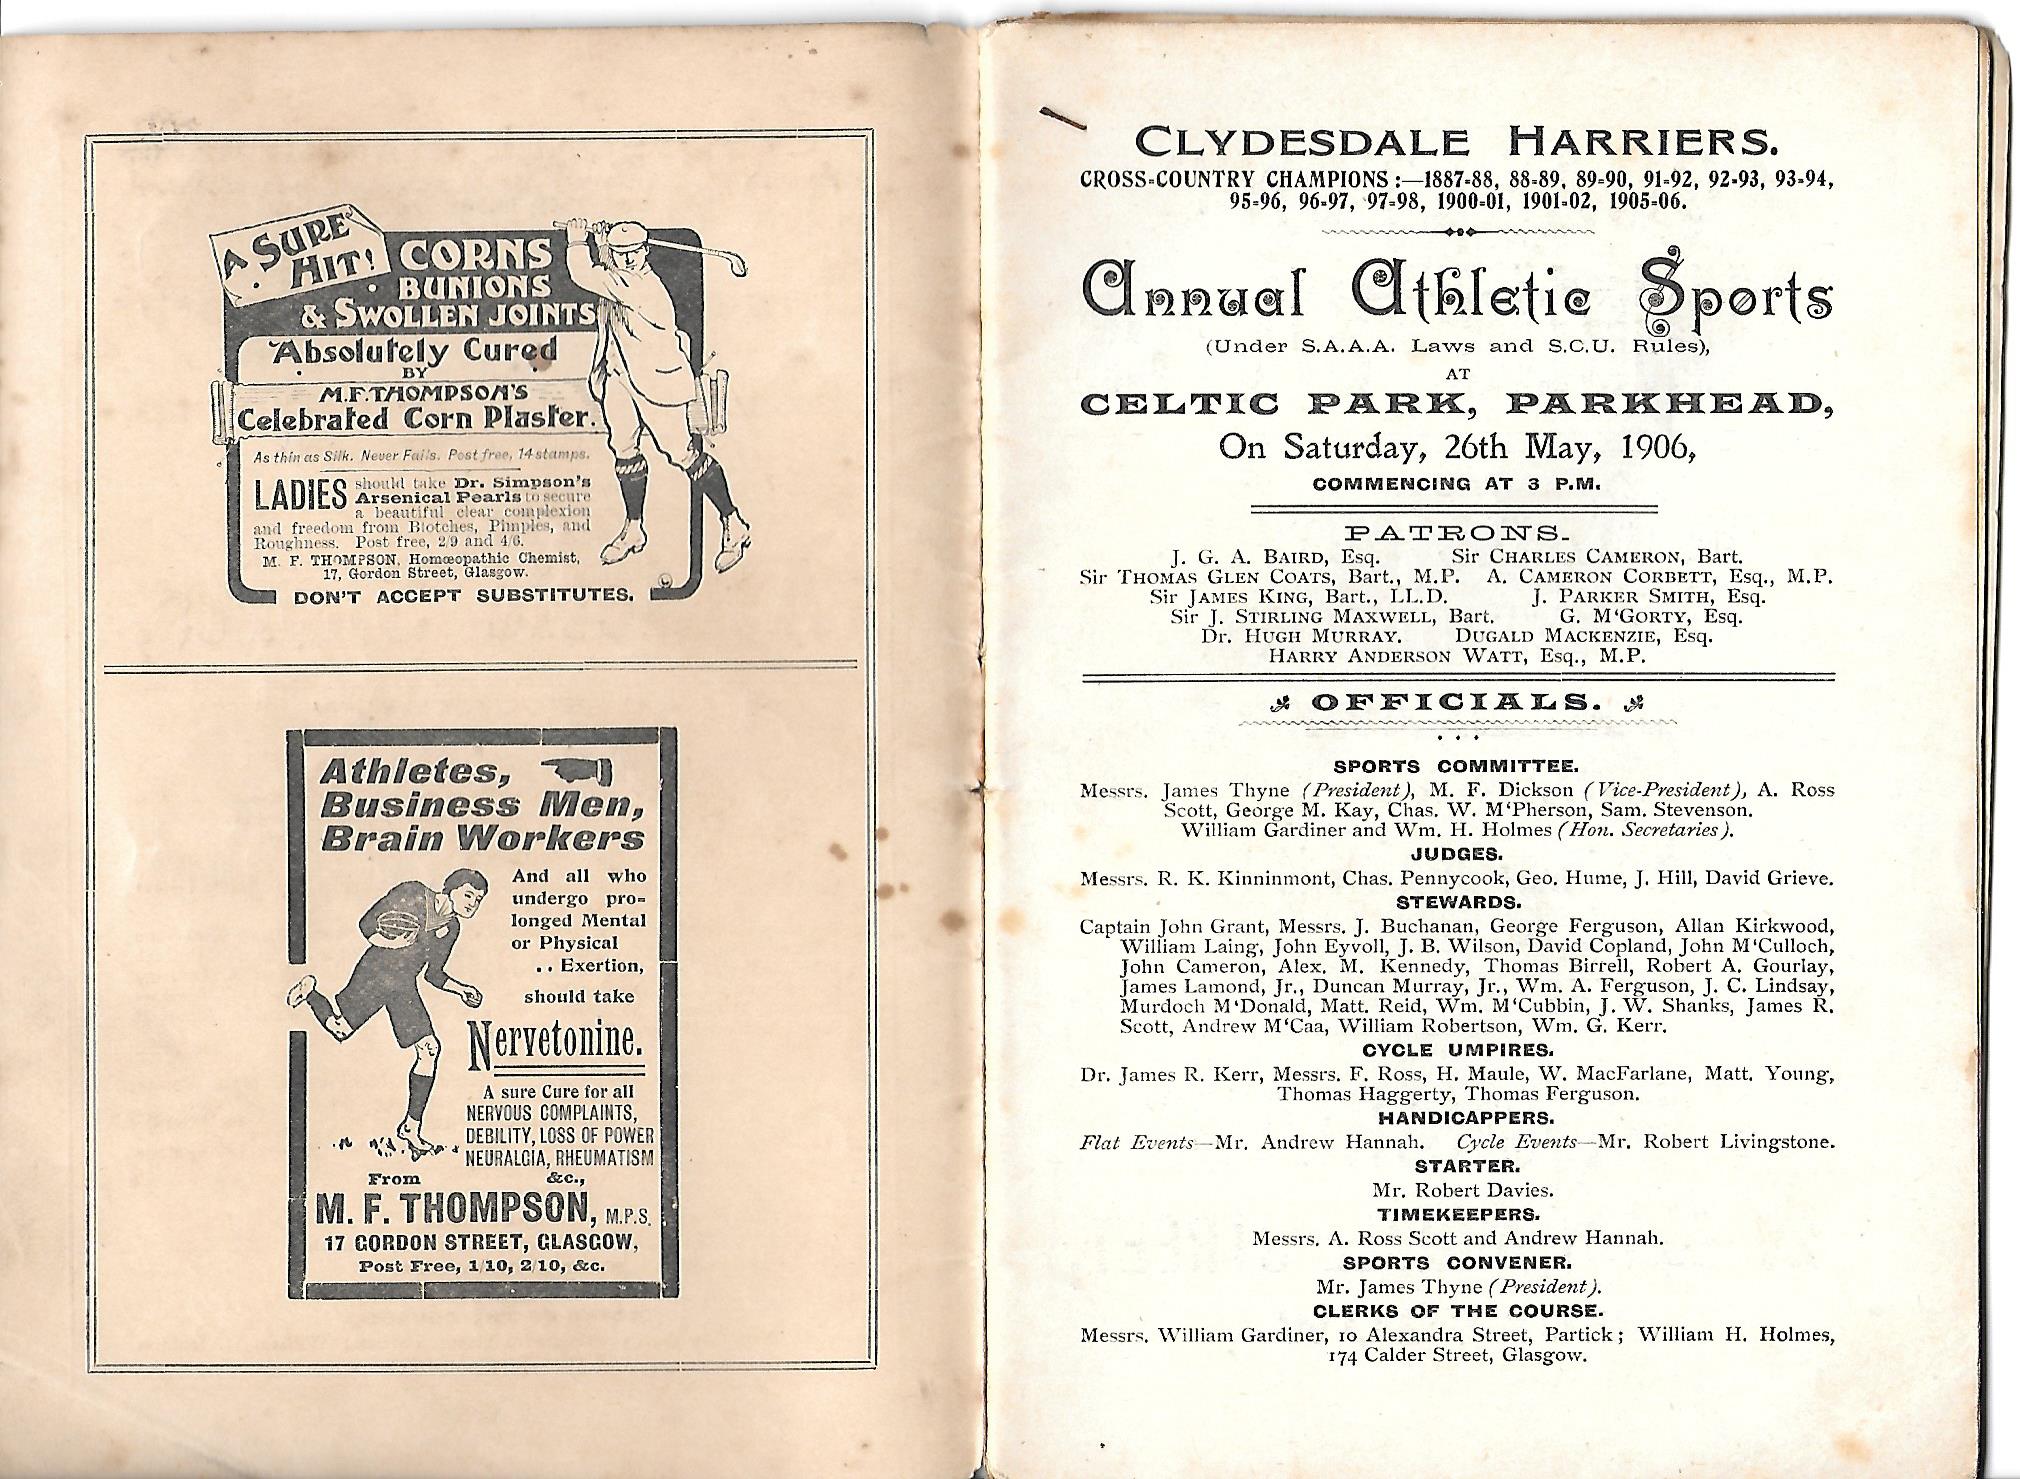 A SURE
HIT!
CORNS
BUNIONS
& SWOLLEN JOINTS
Absolutely Cured
BY
M.F. THOMPSON'S
Celebrated Corn Plaster.
As thin as Silk. Never Fails. Post free, 14 stamps.
LADIES should take Dr. Simpson's
Arsenical Pearls to secure
a beautiful clear complexion
and freedom from Blotches, Pimples, and
Roughness. Post free, 2/9 and 4/6.
M. F. THOMPSON, Homœopathic Chemist,
17, Gordon Street, Glasgow.
DON'T ACCEPT SUBSTITUTES.
Athletes,
Business Men,
Brain Workers
And all who
undergo pro-
longed Mental
or Physical
.. Exertion,
should take
Nervetonine.
A sure Cure for all
NERVOUS COMPLAINTS,
DEBILITY, LOSS OF POWER
NEURALGIA, RHEUMATISM
From &c.,
M. F. THOMPSON, M.P.S.
17 GORDON STREET, GLASGOW,
Post Free, 1/10, 2/10, &c.
CLYDESDALE HARRIERS.
CROSS-COUNTRY CHAMPIONS:—1887-88, 88-89, 89-90, 91-92, 92-93, 93-94,
95-96, 96-97, 97-98, 1900-01, 1901-02, 1905-06.
Annual Athletic Sports
(Under S.A.A.A. Laws and S.C.U. Rules),
AT
CELTIC PARK, PARKHEAD,
On Saturday, 26th May, 1906,
COMMENCING AT 3 P.M.
PATRONS.
J. G. A. BAIRD, Esq. Sir CHARLES CAMERON, Bart.
Sir THOMAS GLEN COATS, Bart., M.P. A. CAMERON CORBETT, Esq., M.P.
Sir JAMES KING, Bart., LL.D. J. PARKER SMITH, Esq.
Sir J. STIRLING MAXWELL, Bart. G. M'GORTY, Esq.
Dr. HUGH MURRAY. DUGALD MACKENZIE, Esq.
HARRY ANDERSON WATT, Esq., M.P.
OFFICIALS.
SPORTS COMMITTEE.
Messrs. James Thyne (President), M. F. Dickson (Vice-President), A. Ross
Scott, George M. Kay, Chas. W. M'Pherson, Sam. Stevenson.
William Gardiner and Wm. H. Holmes (Hon. Secretaries).
JUDGES.
Messrs. R. K. Kinninmont, Chas. Pennycook, Geo. Hume, J. Hill, David Grieve.
STEWARDS.
Captain John Grant, Messrs. J. Buchanan, George Ferguson, Allan Kirkwood,
William Laing, John Eyvoll, J. B. Wilson, David Copland, John M'Culloch,
John Cameron, Alex. M. Kennedy, Thomas Birrell, Robert A. Gourlay,
James Lamond, Jr., Duncan Murray, Jr., Wm. A. Ferguson, J. C. Lindsay,
Murdoch M'Donald, Matt. Reid, Wm. M'Cubbin, J. W. Shanks, James R.
Scott, Andrew M'Caa, William Robertson, Wm. G. Kerr.
CYCLE UMPIRES.
Dr. James R. Kerr, Messrs. F. Ross, H. Maule, W. MacFarlane, Matt. Young,
Thomas Haggerty, Thomas Ferguson.
HANDICAPPERS.
Flat Events—Mr. Andrew Hannah. Cycle Events—Mr. Robert Livingstone.
STARTER.
Mr. Robert Davies.
TIMEKEEPERS.
Messrs. A. Ross Scott and Andrew Hannah.
SPORTS CONVENER.
Mr. James Thyne (President).
CLERKS OF THE COURSE.
Messrs. William Gardiner, 10 Alexandra Street, Partick; William H. Holmes,
174 Calder Street, Glasgow.